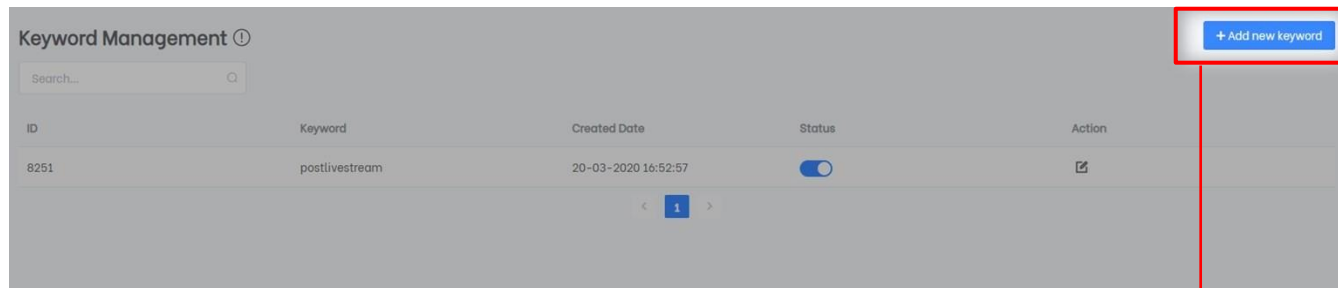 Keyword Management
+ Add new keyword
Search...
ID Keyword Created Date Status Action
8251 postlivestream 20-03-2020 16:52:57
< 1 >